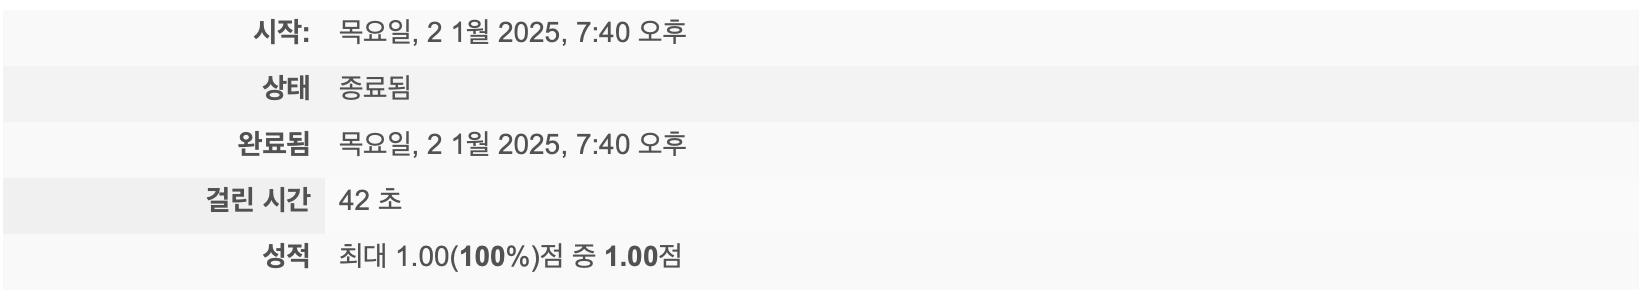 시작: 목요일, 2 1월 2025, 7:40 오후
상태 종료됨
완료됨 목요일, 2 1월 2025, 7:40 오후
걸린 시간 42 초
성적 최대 1.00(100%)점 중 1.00점